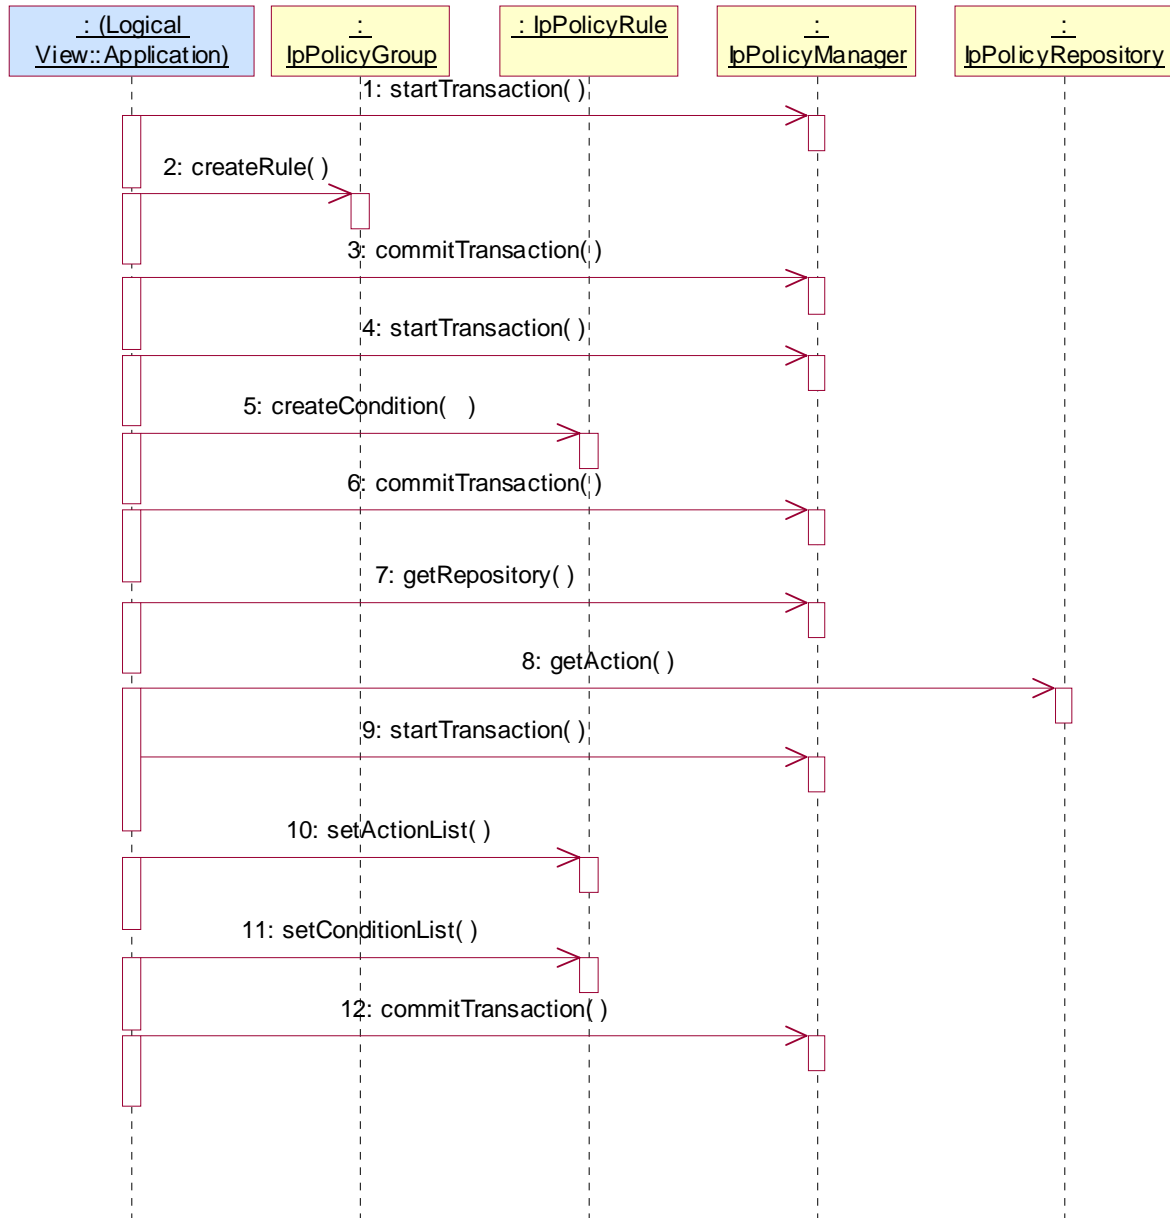 : (Logical
View::Application)
:
IpPolicyGroup
: IpPolicyRule
:
IpPolicyManager
:
IpPolicyRepository
1: startTransaction( )
2: createRule( )
3: commitTransaction( )
4: startTransaction( )
5: createCondition(   )
6: commitTransaction( )
7: getRepository( )
8: getAction( )
9: startTransaction( )
10: setActionList( )
11: setConditionList( )
12: commitTransaction( )